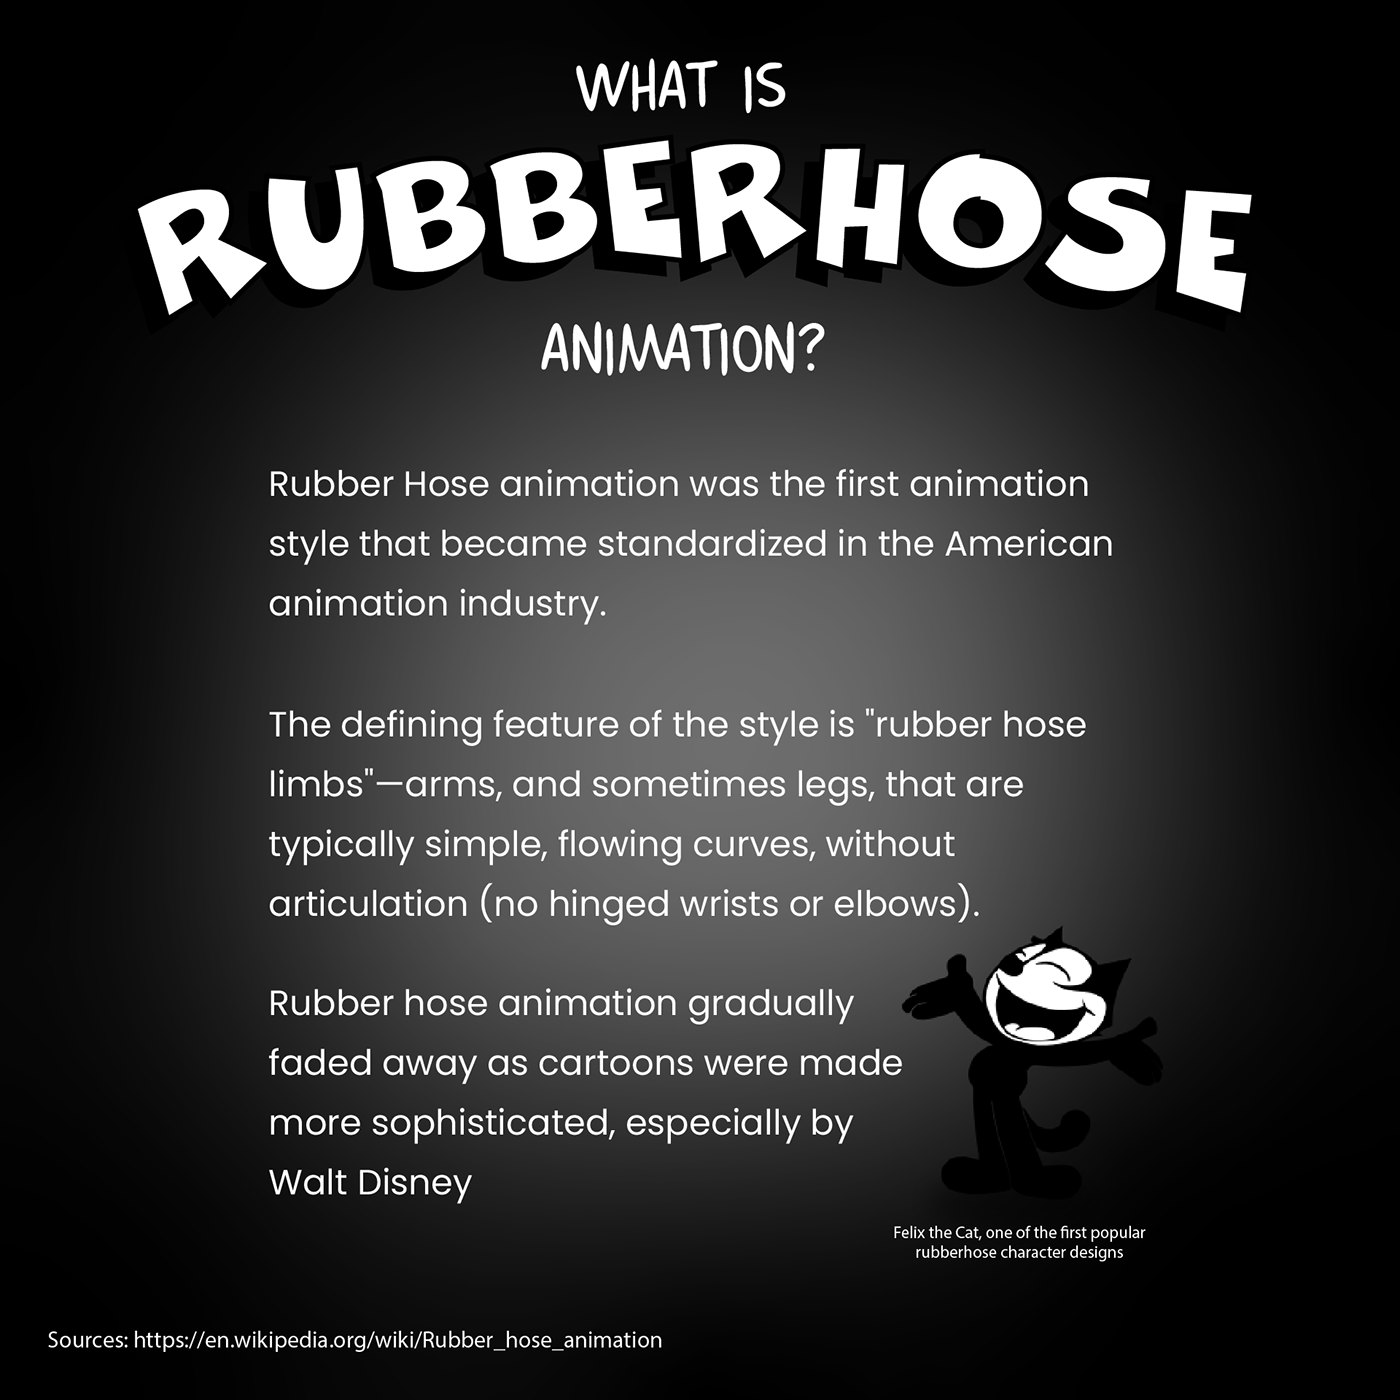 WHAT IS
RUBBERHOSE
ANIMATION?
Rubber Hose animation was the first animation
style that became standardized in the American
animation industry.
The defining feature of the style is "rubber hose
limbs"—arms, and sometimes legs, that are
typically simple, flowing curves, without
articulation (no hinged wrists or elbows).
Rubber hose animation gradually
faded away as cartoons were made
more sophisticated, especially by
Walt Disney
Felix the Cat, one of the first popular
rubberhose character designs
Sources: https://en.wikipedia.org/wiki/Rubber_hose_animation